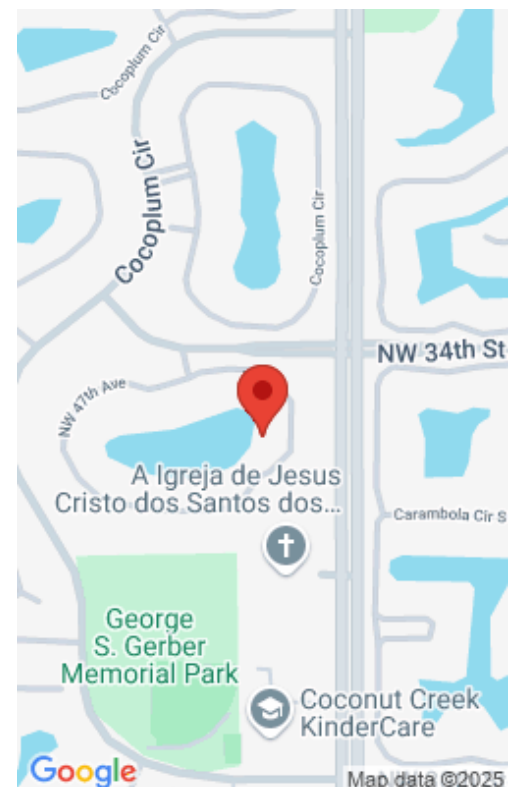 Cocoplum Cir
Cocoplum Cir
Cocoplum Cir
NW 34th St
NW 47th Ave
A Igreja de Jesus
Cristo dos Santos dos...
Carambola Cir S
George
S. Gerber
Memorial Park
Coconut Creek
KinderCare
Google
Map data ©2025